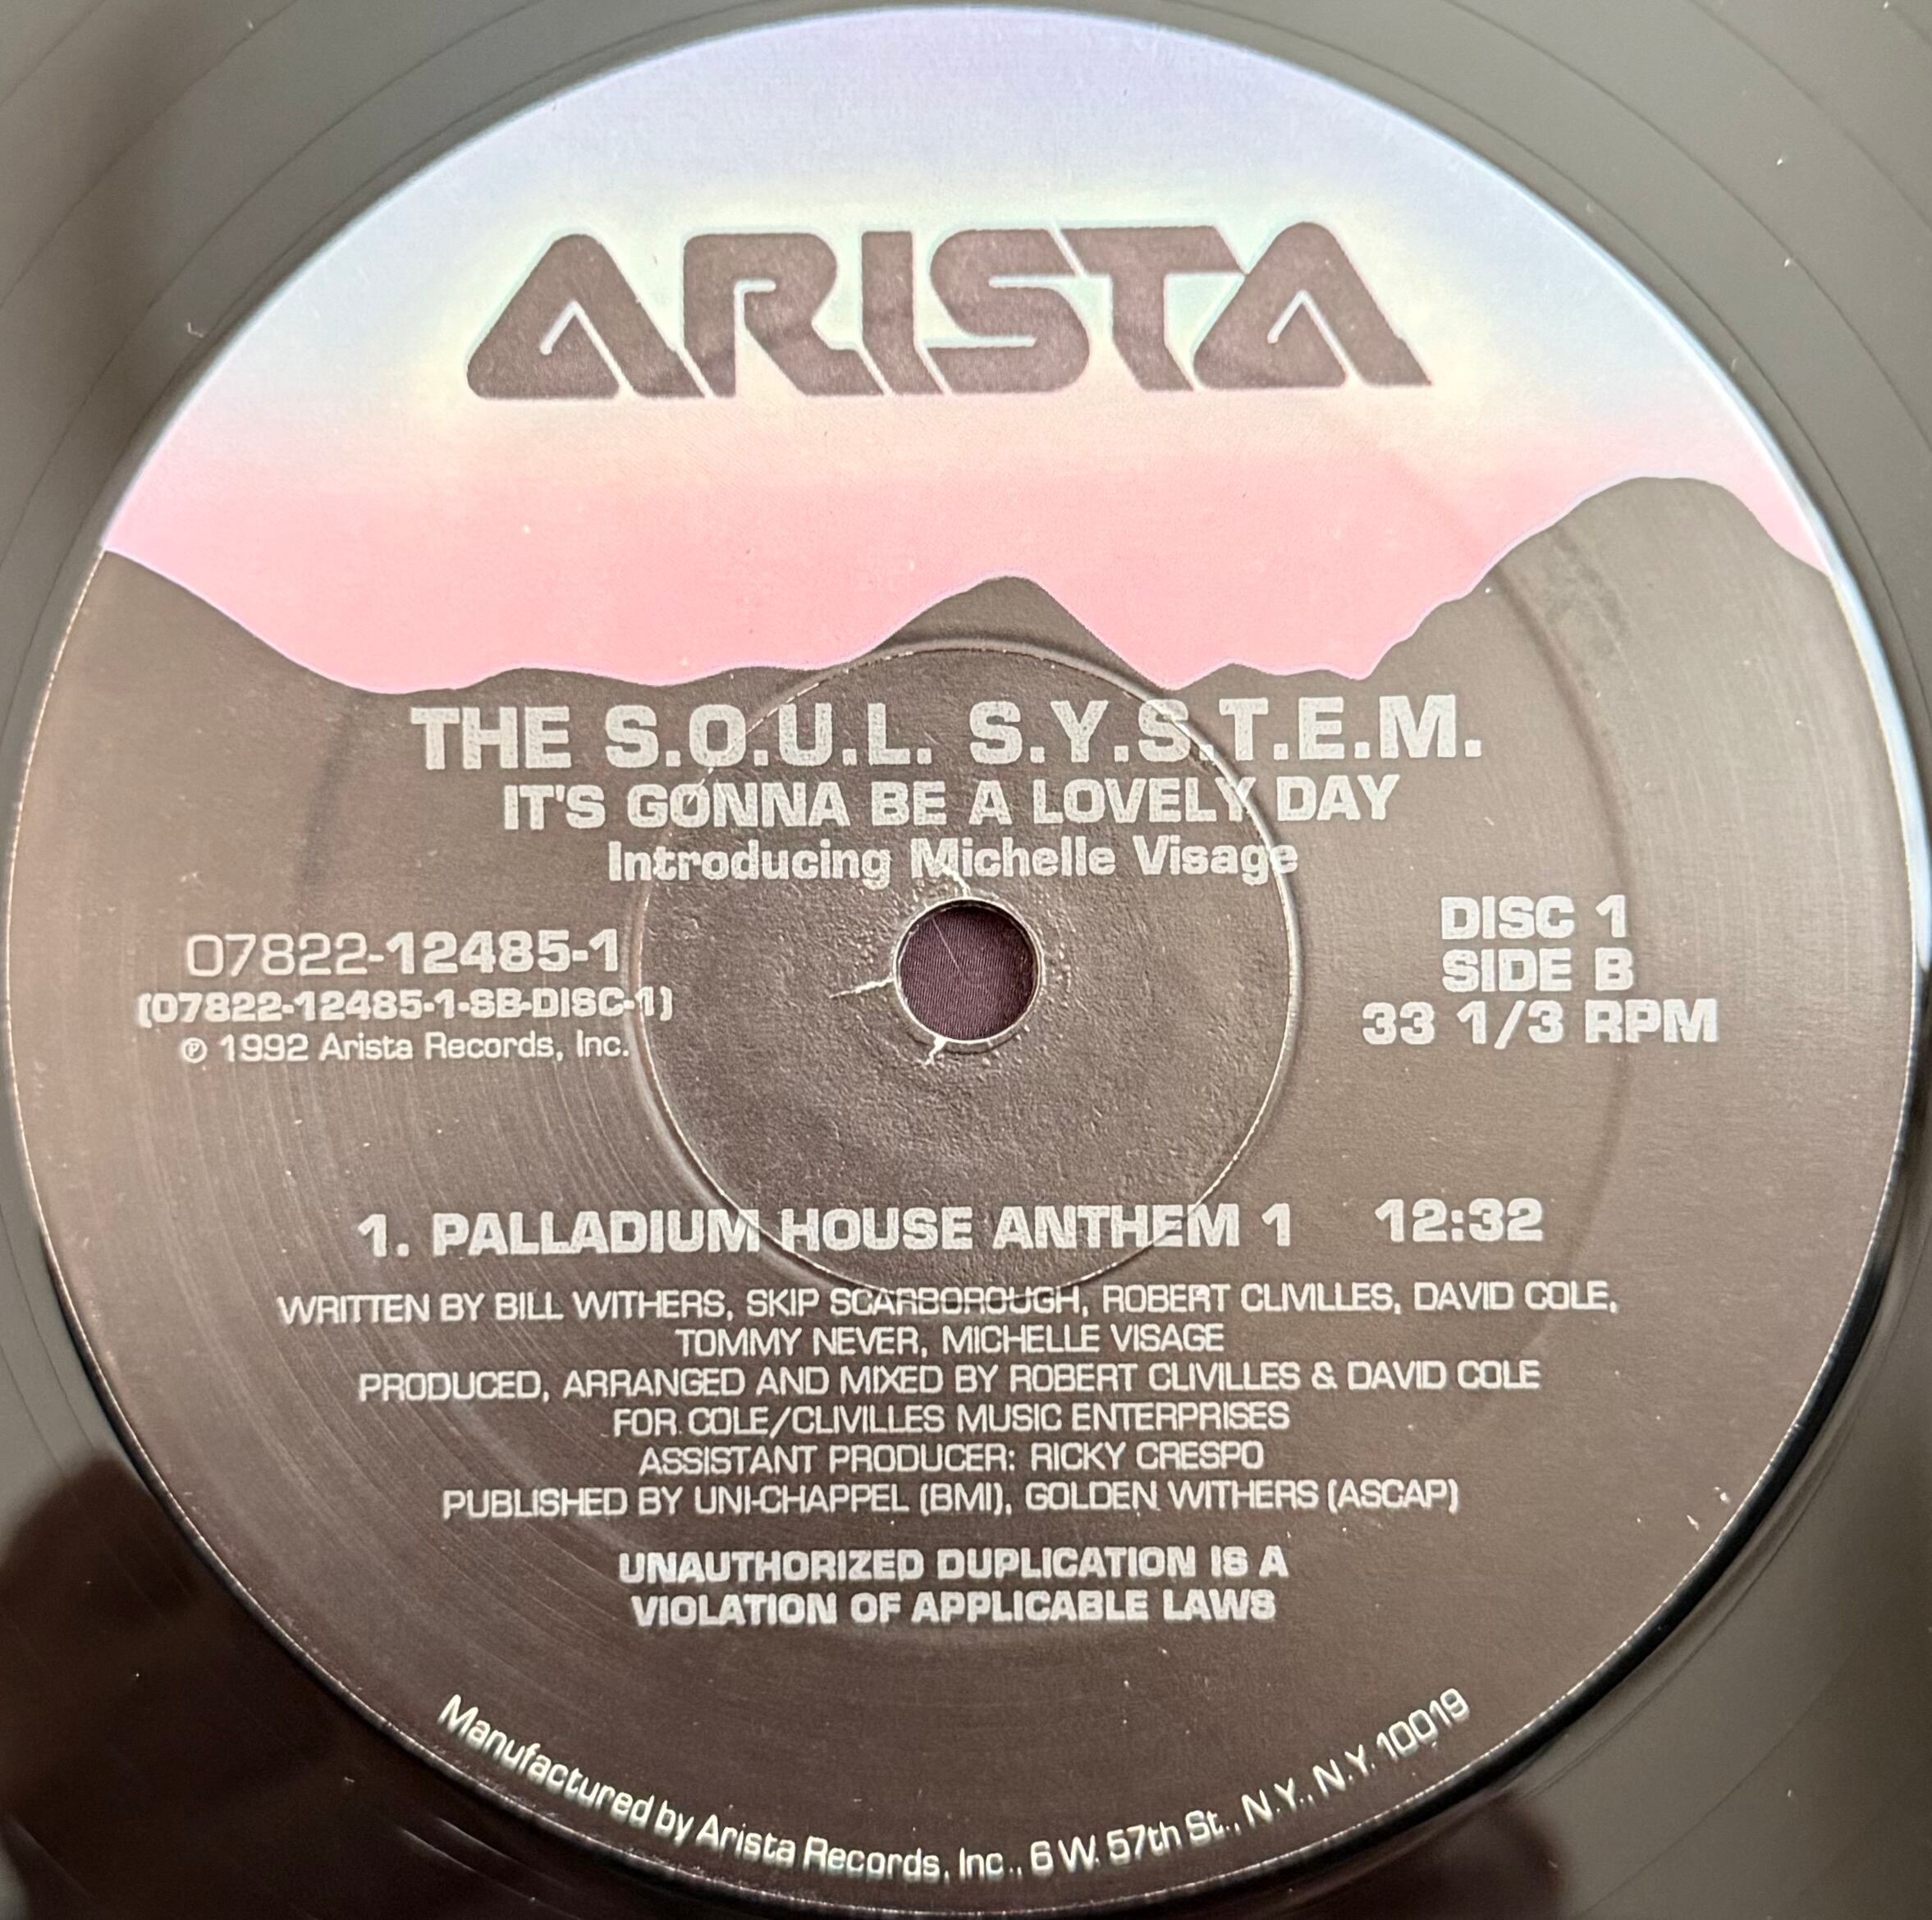 ARISTA
THE S.O.U.L. S.Y.S.T.E.M.
IT'S GONNA BE A LOVELY DAY
Introducing Michelle Visage
07822-12485-1
(07822-12485-1-SB-DISC-1)
℗ 1992 Arista Records, Inc.
DISC 1
SIDE B
33 1/3 RPM
1. PALLADIUM HOUSE ANTHEM 1 12:32
WRITTEN BY BILL WITHERS, SKIP SCARBOROUGH, ROBERT CLIVILLES, DAVID COLE,
TOMMY NEVER, MICHELLE VISAGE
PRODUCED, ARRANGED AND MIXED BY ROBERT CLIVILLES & DAVID COLE
FOR COLE/CLIVILLES MUSIC ENTERPRISES
ASSISTANT PRODUCER: RICKY CRESPO
PUBLISHED BY UNI-CHAPPEL (BMI), GOLDEN WITHERS (ASCAP)
UNAUTHORIZED DUPLICATION IS A
VIOLATION OF APPLICABLE LAWS
Manufactured by Arista Records, Inc., 6 W. 57th St., N.Y., N.Y. 10019